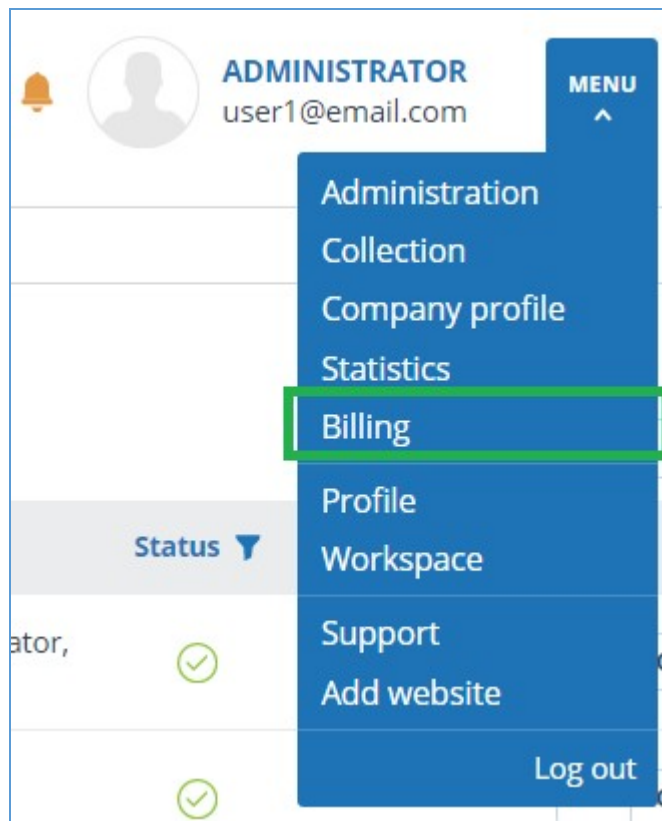 ADMINISTRATOR
user1@email.com
MENU
Administration
Collection
Company profile
Statistics
Billing
Profile
Status
Workspace
ator,
Support
Add website
Log out